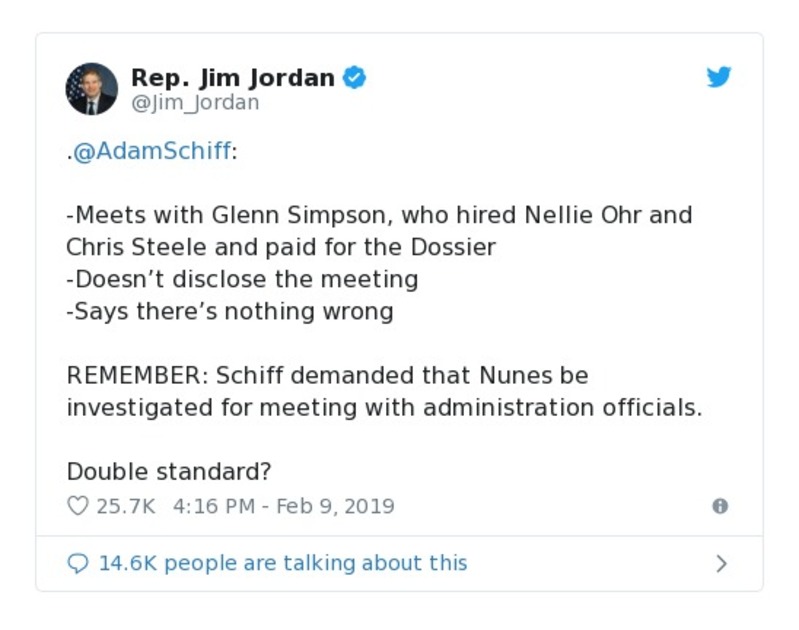 Rep. Jim Jordan
@Jim_Jordan
.@AdamSchiff:
-Meets with Glenn Simpson, who hired Nellie Ohr and
Chris Steele and paid for the Dossier
-Doesn’t disclose the meeting
-Says there’s nothing wrong
REMEMBER: Schiff demanded that Nunes be
investigated for meeting with administration officials.
Double standard?
25.7K 4:16 PM - Feb 9, 2019
14.6K people are talking about this